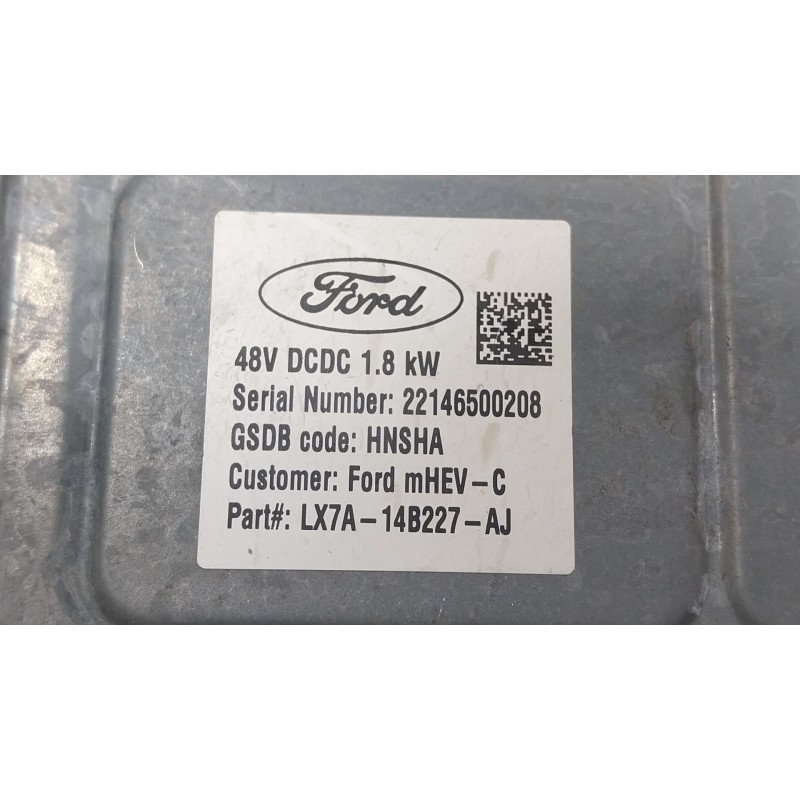 Ford
48V DCDC 1.8 kW
Serial Number: 22146500208
GSDB code: HNSHA
Customer: Ford mHEV-C
Part#: LX7A-14B227-AJ